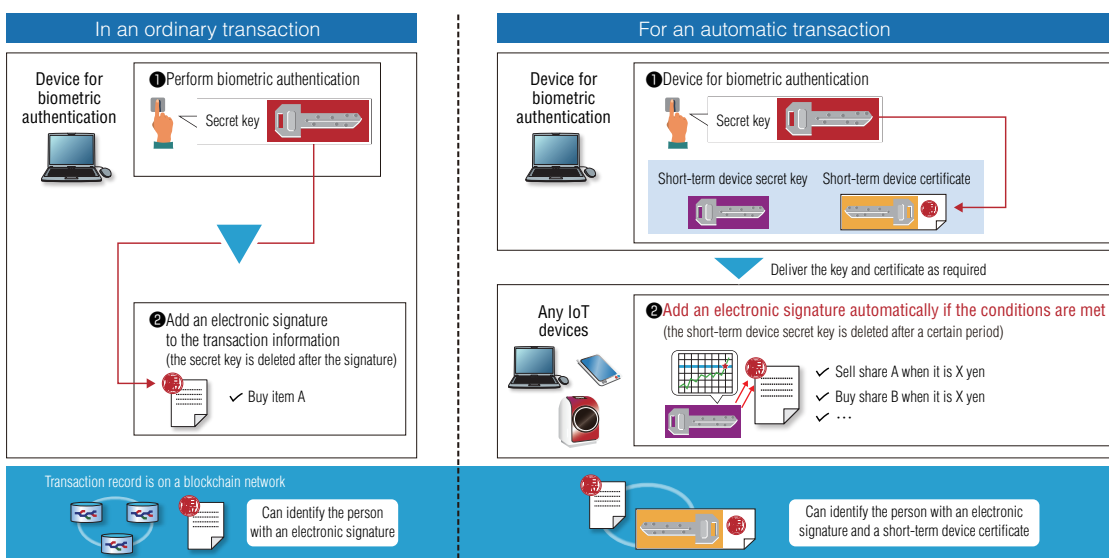 In an ordinary transaction
Device for
biometric
authentication
❶Perform biometric authentication
Secret key
❷Add an electronic signature
to the transaction information
(the secret key is deleted after the signature)
✓ Buy item A
For an automatic transaction
Device for
biometric
authentication
❶Device for biometric authentication
Secret key
Short-term device secret key
Short-term device certificate
Deliver the key and certificate as required
Any IoT
devices
❷Add an electronic signature automatically if the conditions are met
(the short-term device secret key is deleted after a certain period)
✓ Sell share A when it is X yen
✓ Buy share B when it is X yen
✓ …
Transaction record is on a blockchain network
Can identify the person
with an electronic signature
Can identify the person with an electronic
signature and a short-term device certificate